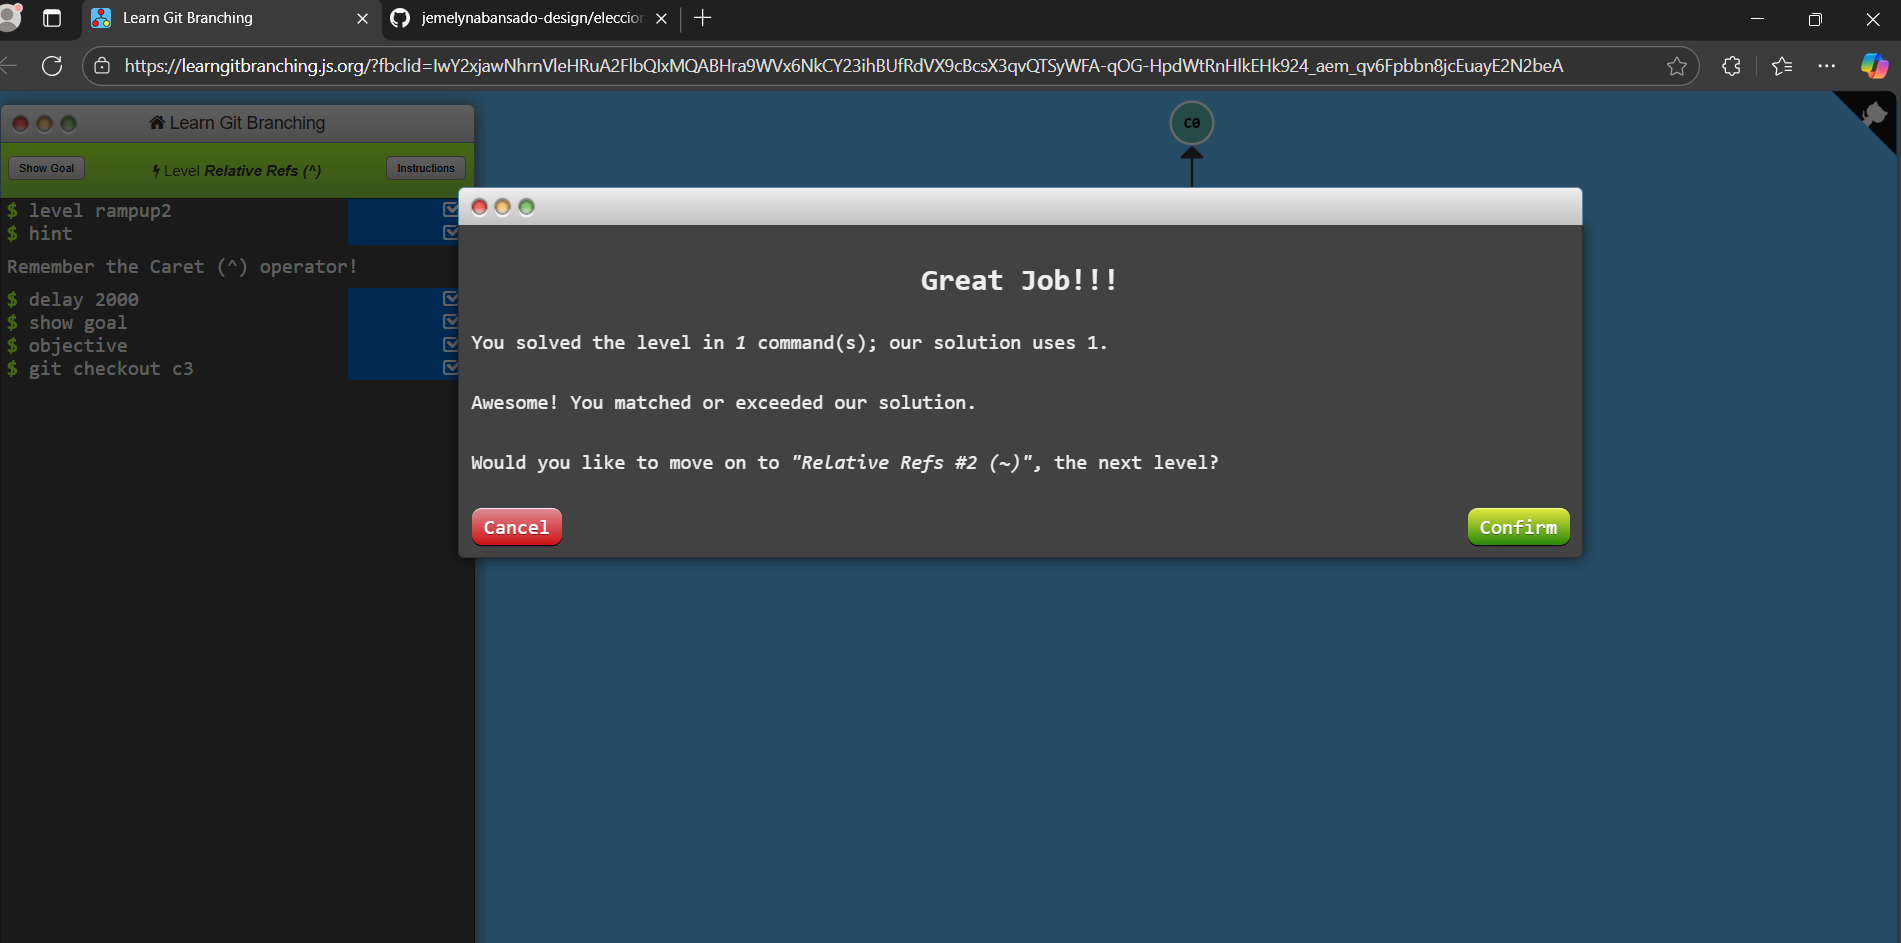 Learn Git Branching
jemelynabansado-design/eleccion
https://learngitbranching.js.org/?fbclid=IwY2xjawNhrnVleHRuA2FlbQIxMQABHra9WVx6NkCY23ihBUfRdVX9cBcsX3qvQTSyWFA-qOG-HpdWtRnHlkEHk924_aem_qv6Fpbbn8jcEuayE2N2beA
Learn Git Branching
Show Goal
Level Relative Refs (^)
Instructions
$ level rampup2
$ hint
Remember the Caret (^) operator!
$ delay 2000
$ show goal
$ objective
$ git checkout c3
C0
Great Job!!!
You solved the level in 1 command(s); our solution uses 1.
Awesome! You matched or exceeded our solution.
Would you like to move on to "Relative Refs #2 (~)", the next level?
Cancel
Confirm